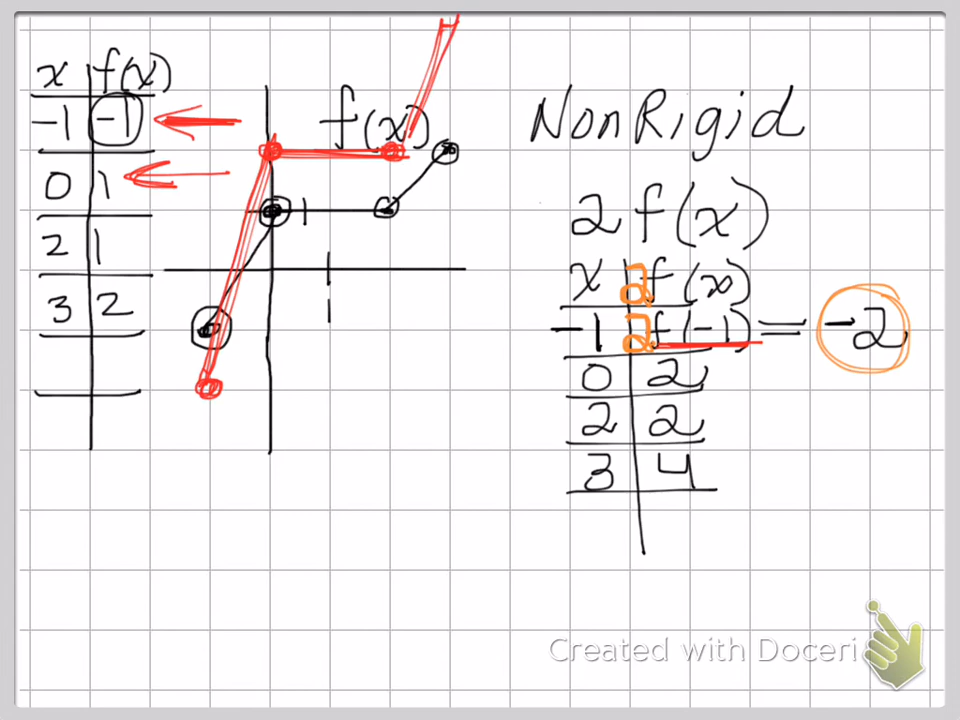 x f(x)
-1 -1
0 1
2 1
3 2
f(x)
1
1
NonRigid
2f(x)
x 2f(x)
-1 2f(-1) = -2
0 2
2 2
3 4
Created with Doceri